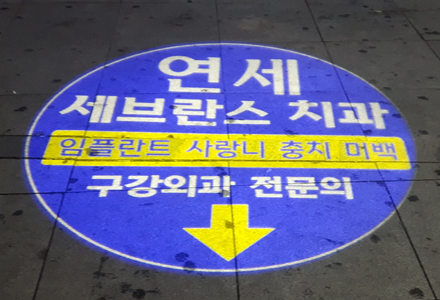 연세
세브란스 치과
임플란트 사랑니 충치 머백
구강외과 전문의